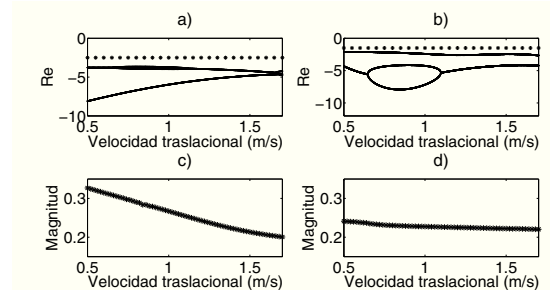 a)
0
−5
−10
Re
0.5 1 1.5
Velocidad traslacional (m/s)
b)
0
−5
−10
Re
0.5 1 1.5
Velocidad traslacional (m/s)
c)
0.3
0.2
Magnitud
0.5 1 1.5
Velocidad traslacional (m/s)
d)
0.3
0.2
Magnitud
0.5 1 1.5
Velocidad traslacional (m/s)